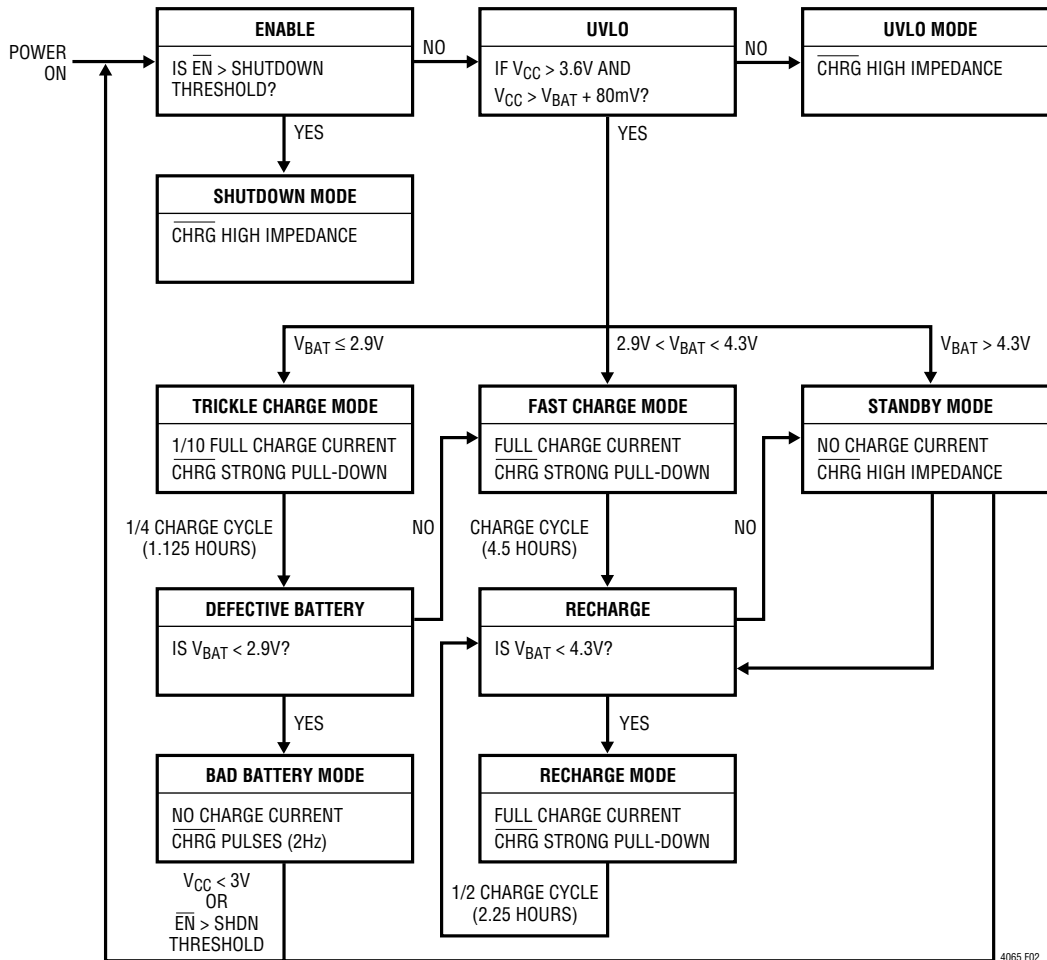 POWER
ON
ENABLE
IS EN > SHUTDOWN
THRESHOLD?
NO
UVLO
IF VCC > 3.6V AND
VCC > VBAT + 80mV?
NO
UVLO MODE
CHRG HIGH IMPEDANCE
YES
YES
SHUTDOWN MODE
CHRG HIGH IMPEDANCE
VBAT ≤ 2.9V
2.9V < VBAT < 4.3V
VBAT > 4.3V
TRICKLE CHARGE MODE
1/10 FULL CHARGE CURRENT
CHRG STRONG PULL-DOWN
FAST CHARGE MODE
FULL CHARGE CURRENT
CHRG STRONG PULL-DOWN
STANDBY MODE
NO CHARGE CURRENT
CHRG HIGH IMPEDANCE
1/4 CHARGE CYCLE
(1.125 HOURS)
NO
CHARGE CYCLE
(4.5 HOURS)
NO
DEFECTIVE BATTERY
IS VBAT < 2.9V?
RECHARGE
IS VBAT < 4.3V?
YES
YES
BAD BATTERY MODE
NO CHARGE CURRENT
CHRG PULSES (2Hz)
RECHARGE MODE
FULL CHARGE CURRENT
CHRG STRONG PULL-DOWN
VCC < 3V
OR
EN > SHDN
THRESHOLD
1/2 CHARGE CYCLE
(2.25 HOURS)
4065 F02